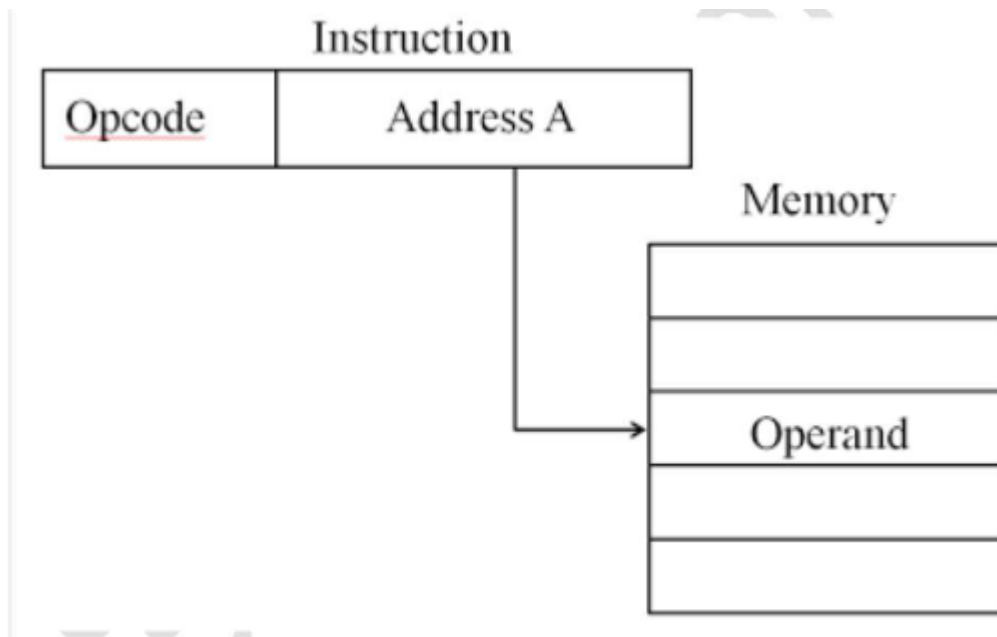 Instruction
Opcode
Address A
Memory
Operand